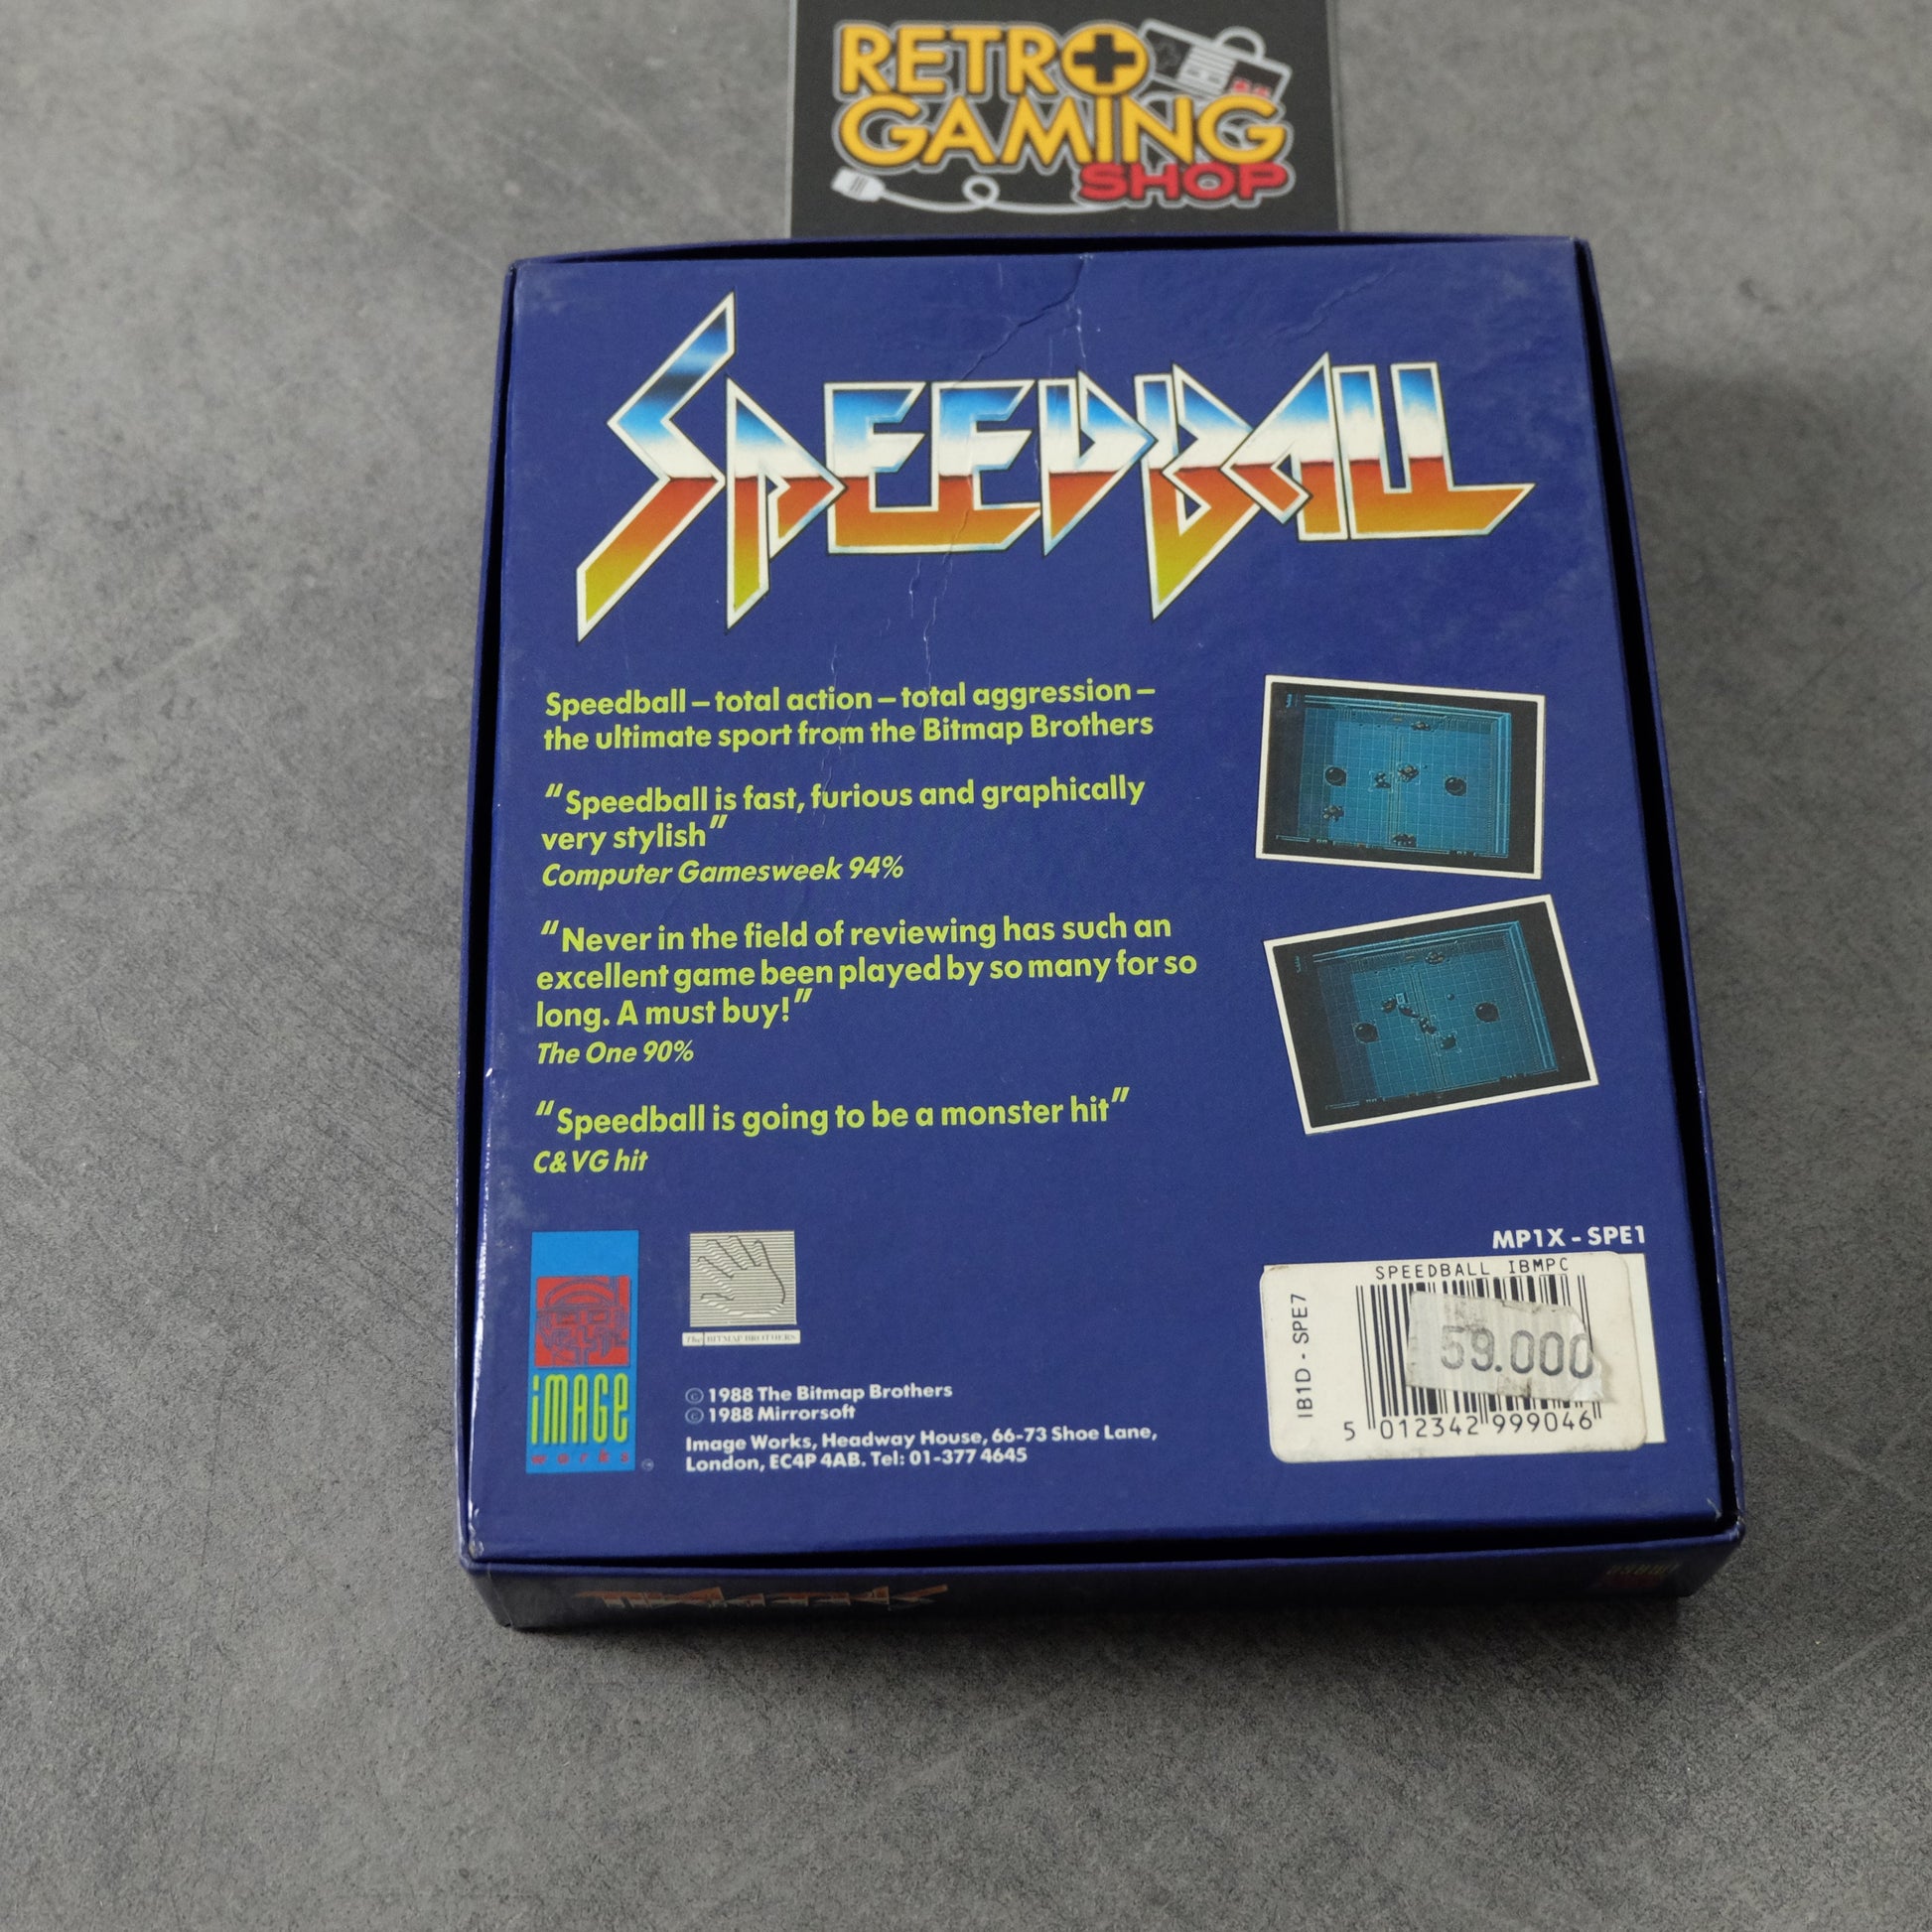 RETRO
GAMING
SHOP
SPEEDBALL
Speedball – total action – total aggression –
the ultimate sport from the Bitmap Brothers
“Speedball is fast, furious and graphically
very stylish”
Computer Gamesweek 94%
“Never in the field of reviewing has such an
excellent game been played by so many for so
long. A must buy!”
The One 90%
“Speedball is going to be a monster hit”
C&VG hit
iMAGE
works
The BITMAP BROTHERS
© 1988 The Bitmap Brothers
© 1988 Mirrorsoft
Image Works, Headway House, 66-73 Shoe Lane,
London, EC4P 4AB. Tel: 01-377 4645
MP1X - SPE1
SPEEDBALL IBMPC
IB1D - SPE7
59.000
5 012342 999046
SPEEDBALL